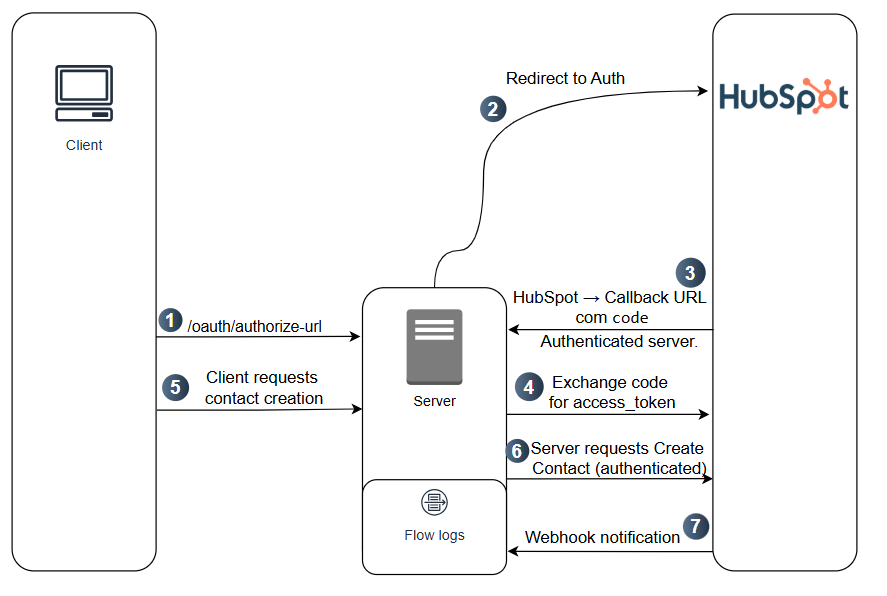 Client
Redirect to Auth
2
HubSpot
3
HubSpot → Callback URL
com code
Authenticated server.
1
/oauth/authorize-url
5
Client requests
contact creation
Server
4
Exchange code
for access_token
6
Server requests Create
Contact (authenticated)
Flow logs
7
Webhook notification